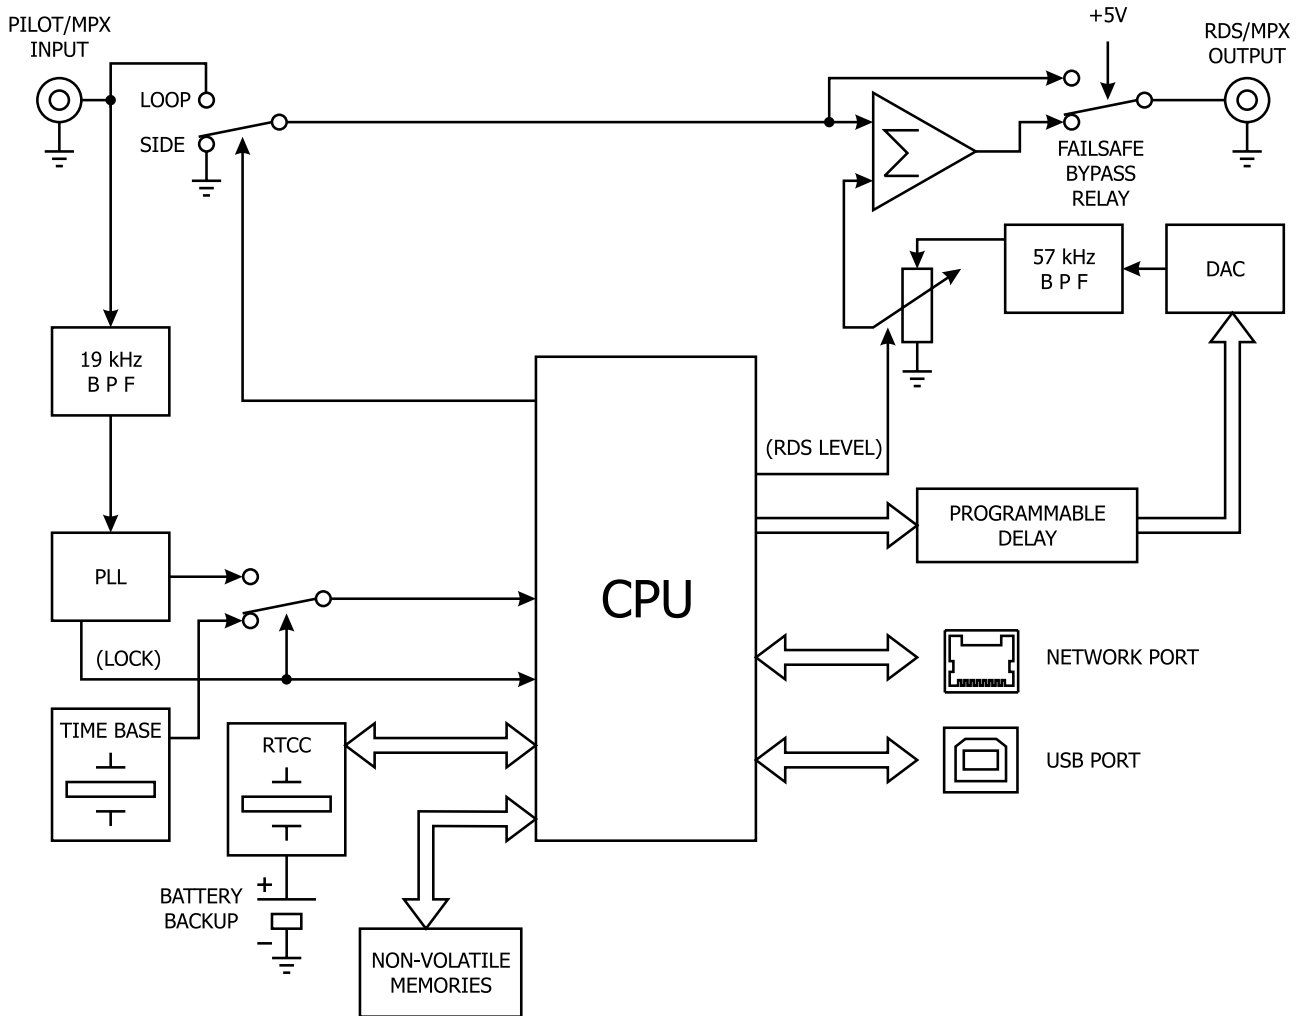 PILOT/MPX
INPUT
+5V
RDS/MPX
OUTPUT
LOOP
SIDE
Σ
FAILSAFE
BYPASS
RELAY
57 kHz
B P F
DAC
19 kHz
B P F
(RDS LEVEL)
PROGRAMMABLE
DELAY
PLL
CPU
(LOCK)
NETWORK PORT
TIME BASE
RTCC
USB PORT
+
BATTERY
BACKUP
−
NON-VOLATILE
MEMORIES